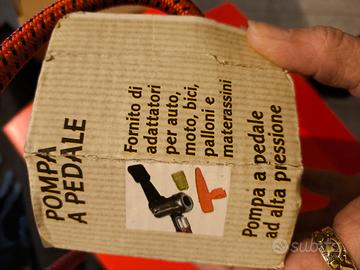 POMPA
A PEDALE
Fornito di
adattatori
per auto,
moto, bici,
palloni e
materassini
Pompa a pedale
ad alta pressione
subito